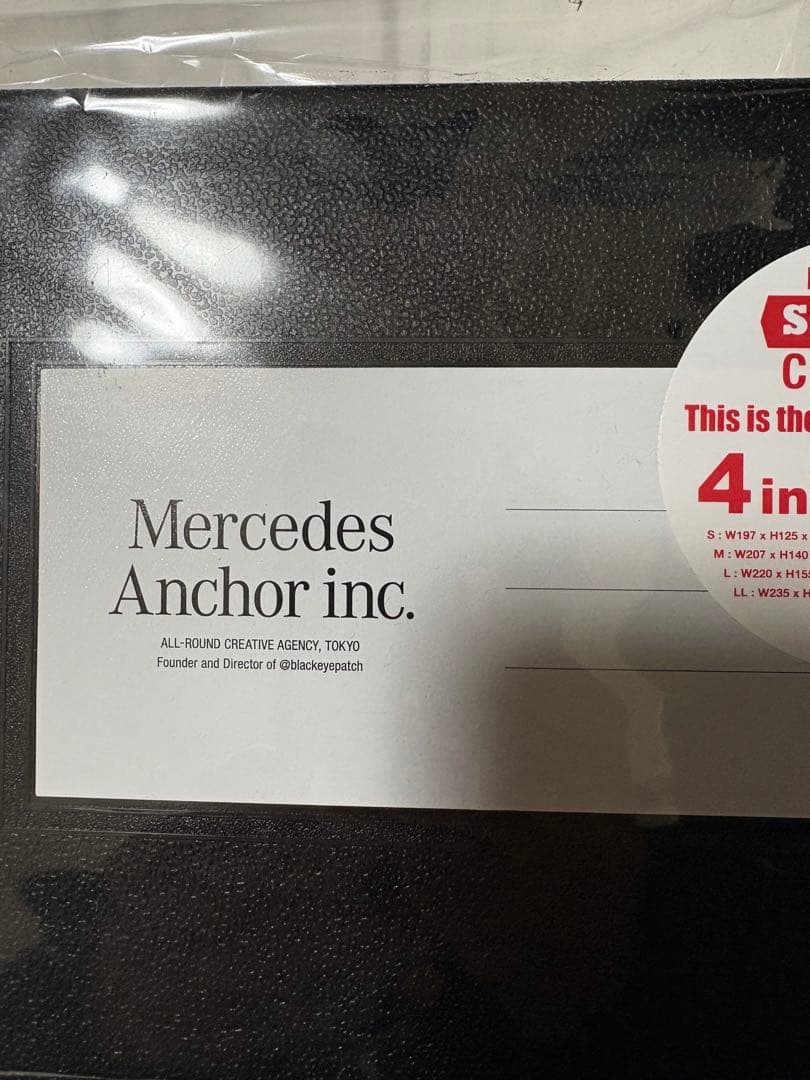 Mercedes
Anchor inc.
ALL-ROUND CREATIVE AGENCY, TOKYO
Founder and Director of @blackeyepatch
S
C
This is the
4 in
S : W197 x H125 x
M : W207 x H140
L : W220 x H155
LL : W235 x H